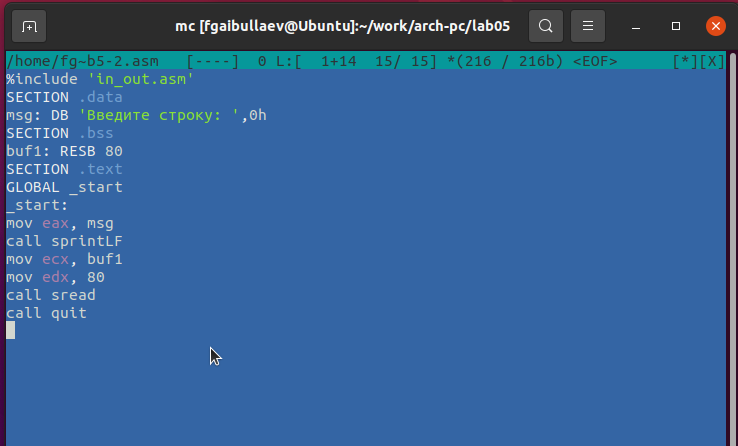 mc [fgaibullaev@Ubuntu]:~/work/arch-pc/lab05
/home/fg~b5-2.asm   [----]  0 L:[  1+14  15/ 15] *(216 / 216b) <EOF>      [*][X]
%include 'in_out.asm'
SECTION .data
msg: DB 'Введите строку: ',0h
SECTION .bss
buf1: RESB 80
SECTION .text
GLOBAL _start
_start:
mov eax, msg
call sprintLF
mov ecx, buf1
mov edx, 80
call sread
call quit